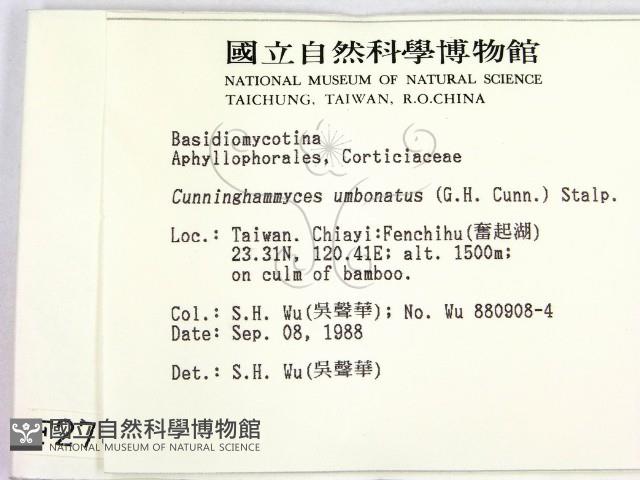 國立自然科學博物館
NATIONAL MUSEUM OF NATURAL SCIENCE
TAICHUNG, TAIWAN, R.O.CHINA
Basidiomycotina
Aphyllophorales, Corticiaceae
Cunninghammyces umbonatus (G.H. Cunn.) Stalp.
Loc.: Taiwan. Chiayi:Fenchihu(奮起湖)
23.31N, 120.41E; alt. 1500m;
on culm of bamboo.
Col.: S.H. Wu(吳聲華); No. Wu 880908-4
Date: Sep. 08, 1988
Det.: S.H. Wu(吳聲華)
國立自然科學博物館
NATIONAL MUSEUM OF NATURAL SCIENCE